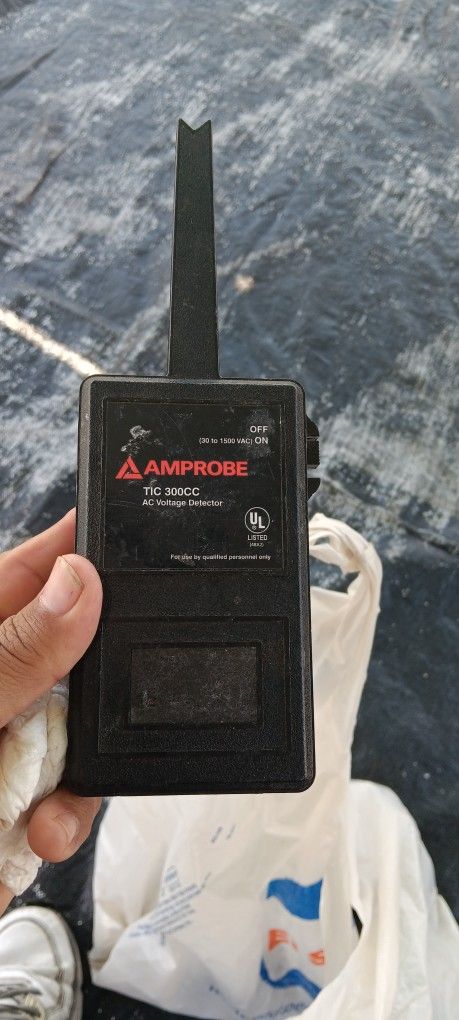 OFF
(30 to 1500 VAC) ON
AMPROBE
TIC 300CC
AC Voltage Detector
UL
LISTED
(48A2)
For use by qualified personnel only